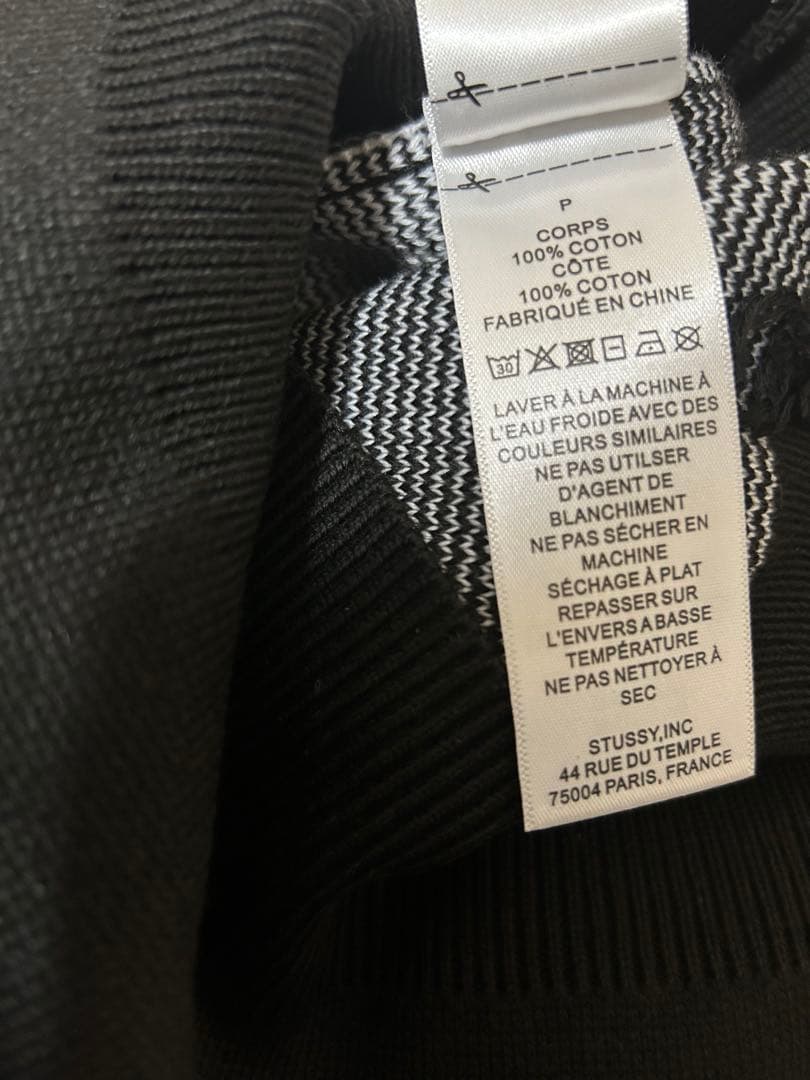 P
CORPS
100% COTON
CÔTE
100% COTON
FABRIQUÉ EN CHINE
30
LAVER À LA MACHINE À
L'EAU FROIDE AVEC DES
COULEURS SIMILAIRES
NE PAS UTILSER
D'AGENT DE
BLANCHIMENT
NE PAS SÉCHER EN
MACHINE
SÉCHAGE À PLAT
REPASSER SUR
L'ENVERS A BASSE
TEMPÉRATURE
NE PAS NETTOYER À
SEC
STUSSY,INC
44 RUE DU TEMPLE
75004 PARIS, FRANCE